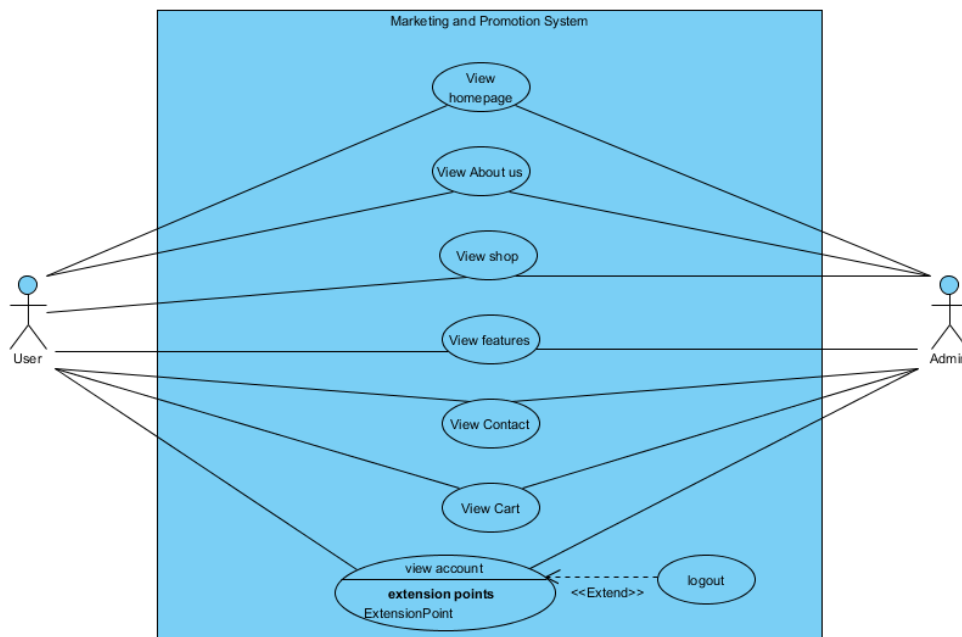 Marketing and Promotion System
View
homepage
View About us
View shop
View features
User
Admin
View Contact
View Cart
view account
extension points
ExtensionPoint
<<Extend>>
logout